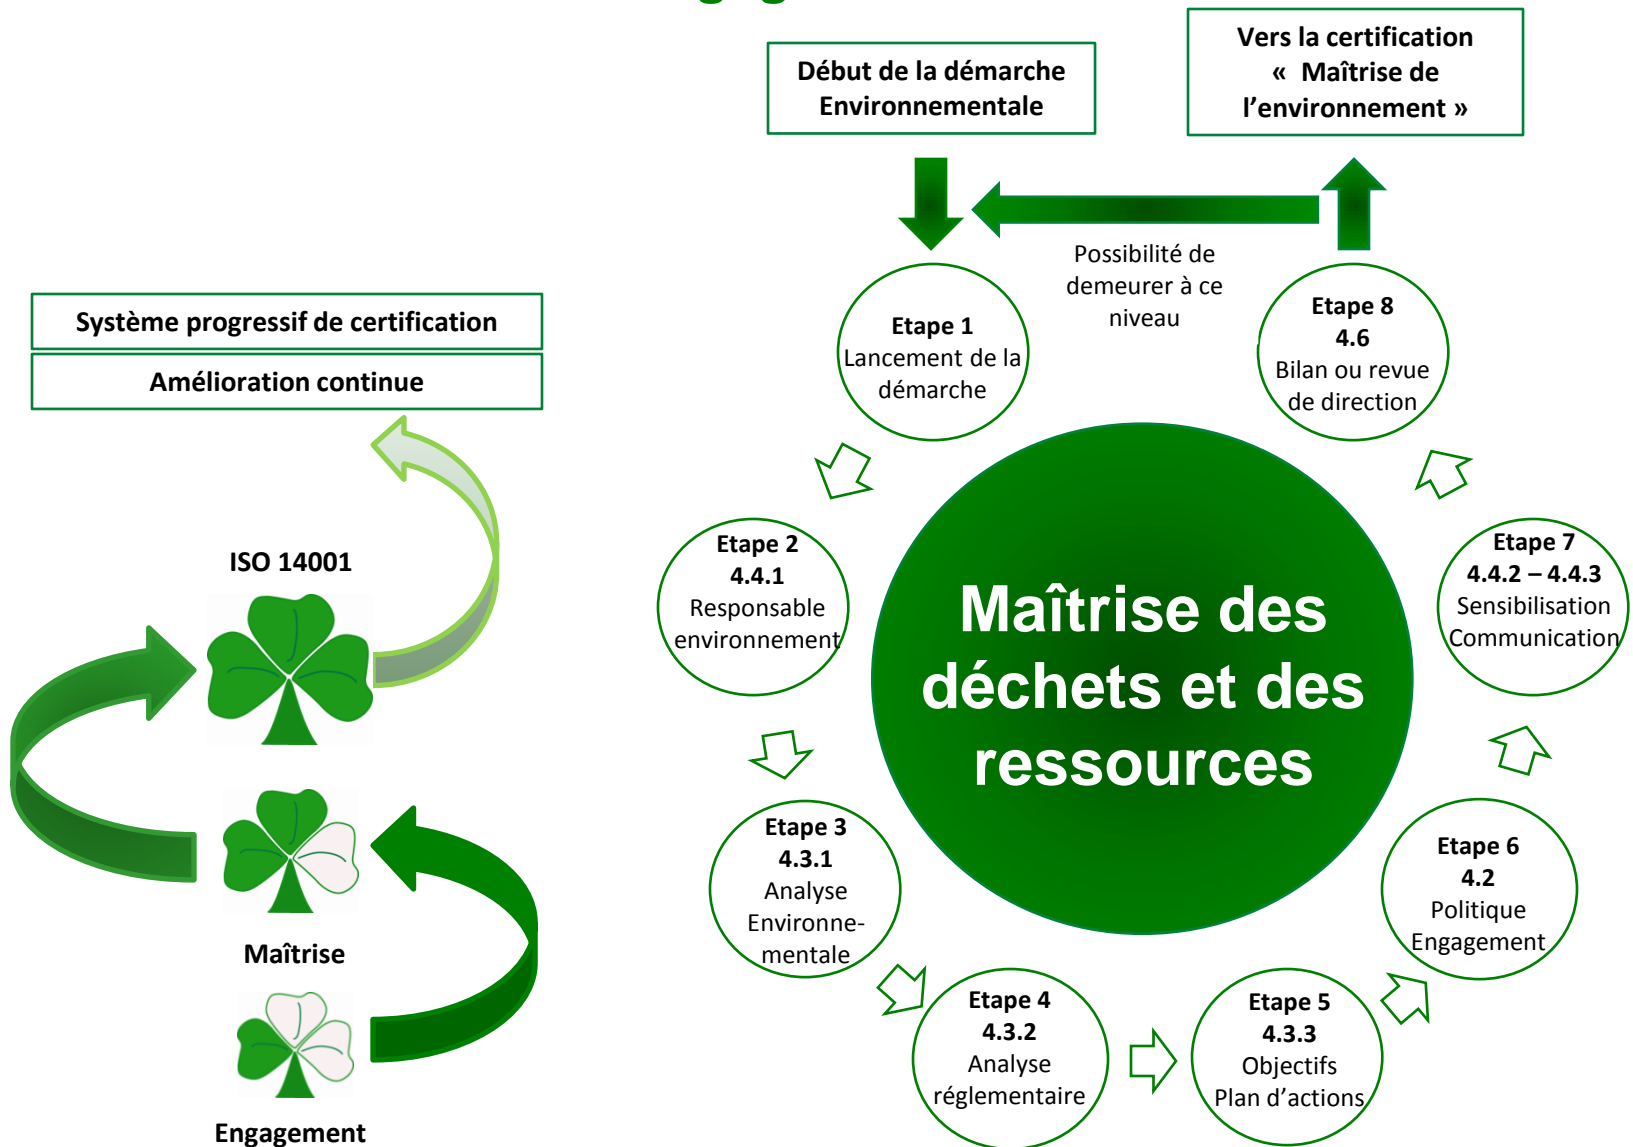 Début de la démarche
Environnementale
Vers la certification
« Maîtrise de
l’environnement »
Possibilité de
demeurer à ce
niveau
Système progressif de certification
Amélioration continue
ISO 14001
Maîtrise
Engagement
Etape 1
Lancement de la
démarche
Etape 2
4.4.1
Responsable
environnement
Etape 3
4.3.1
Analyse
Environne-
mentale
Etape 4
4.3.2
Analyse
réglementaire
Etape 5
4.3.3
Objectifs
Plan d’actions
Etape 6
4.2
Politique
Engagement
Etape 7
4.4.2 – 4.4.3
Sensibilisation
Communication
Etape 8
4.6
Bilan ou revue
de direction
Maîtrise des
déchets et des
ressources